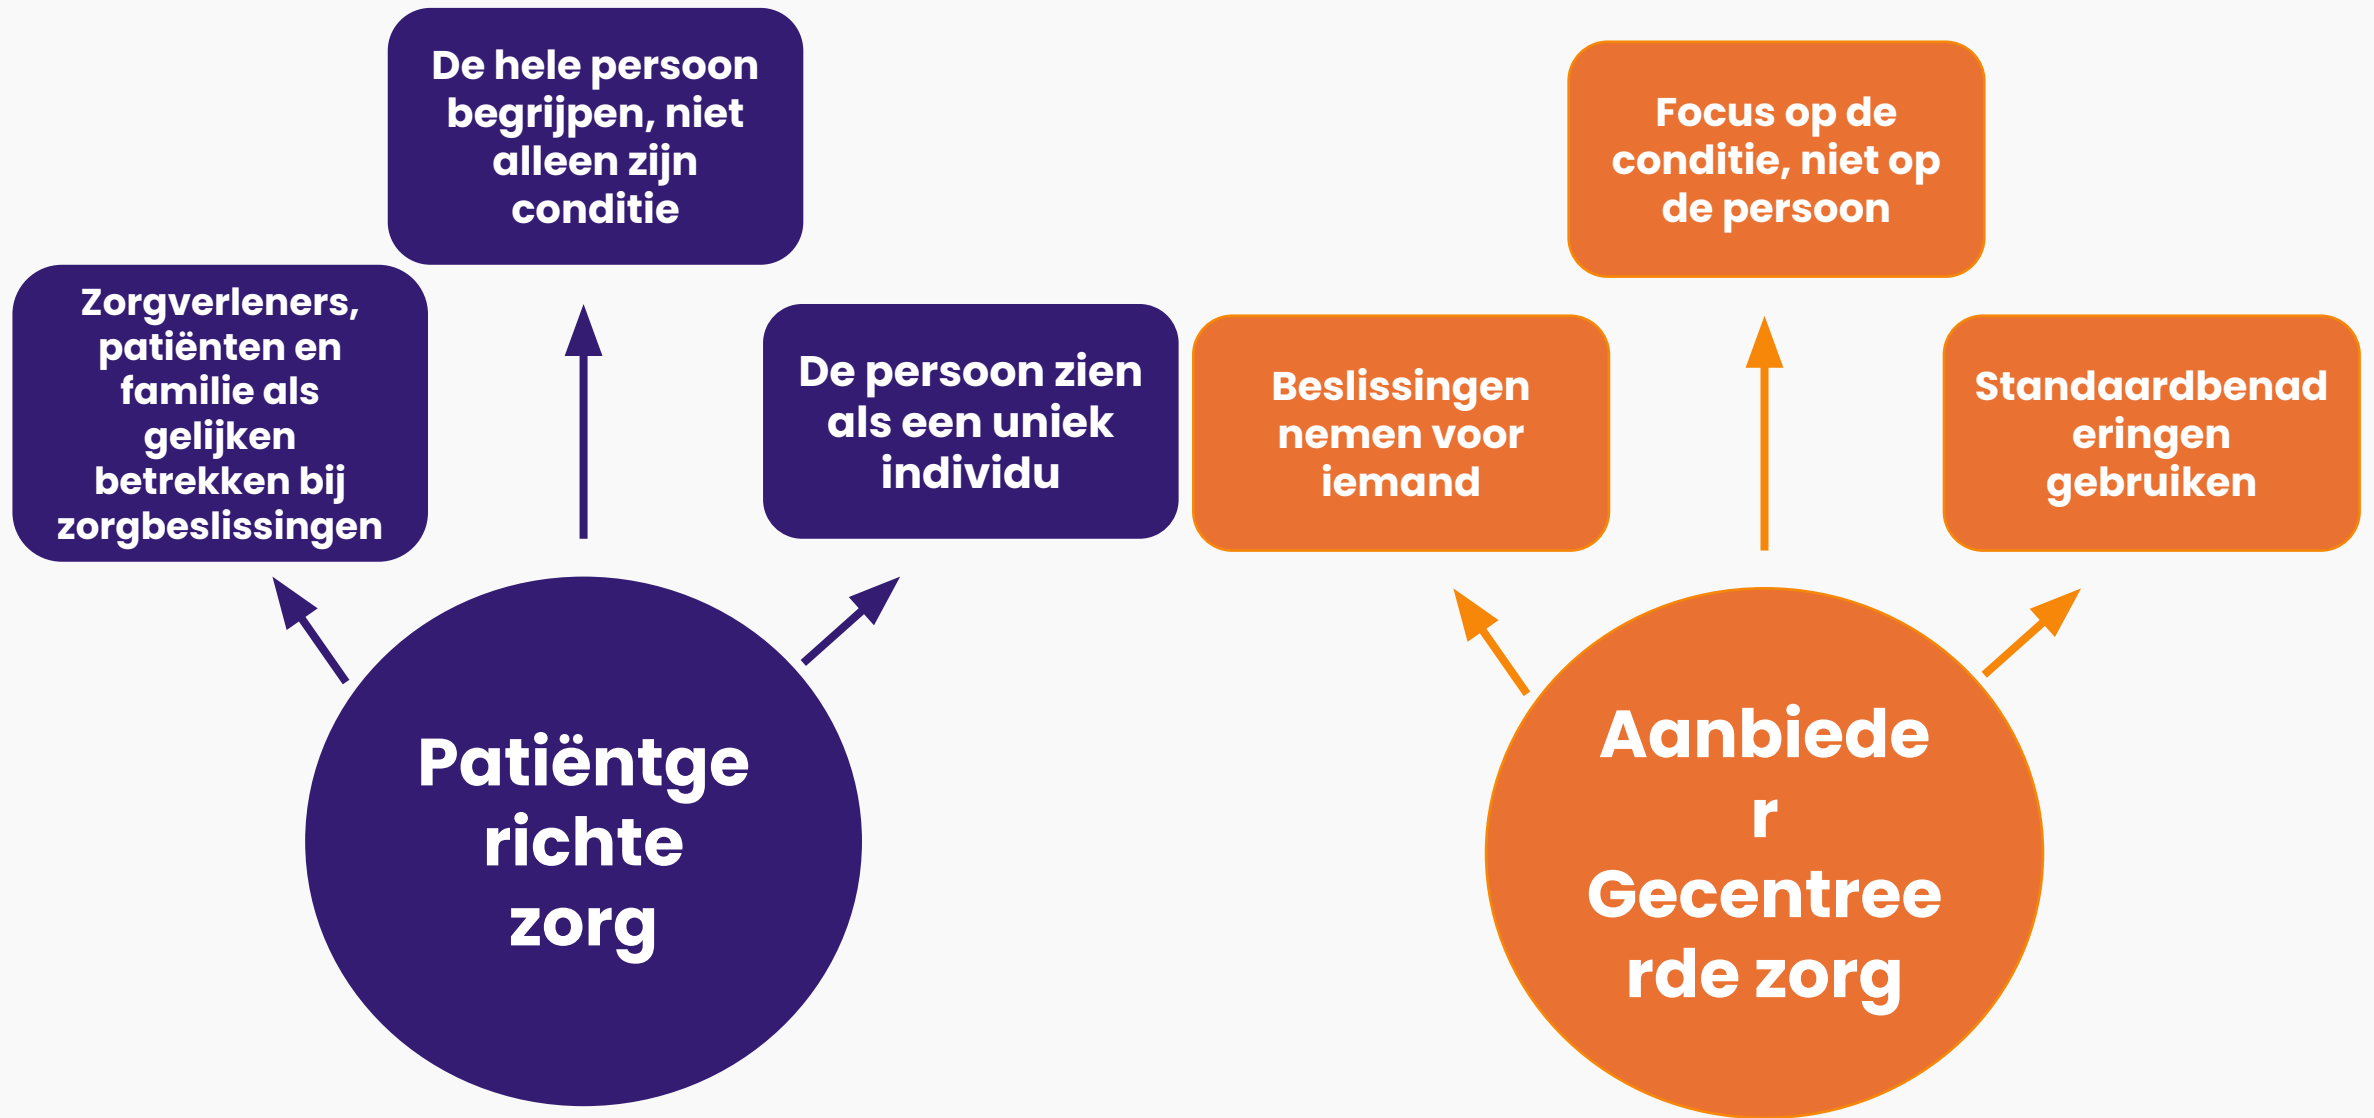 De hele persoon
begrijpen, niet
alleen zijn
conditie
Zorgverleners,
patiënten en
familie als
gelijken
betrekken bij
zorgbeslissingen
De persoon zien
als een uniek
individu
Patiëntge
richte
zorg
Focus op de
conditie, niet op
de persoon
Beslissingen
nemen voor
iemand
Standaardbenad
eringen
gebruiken
Aanbiede
r
Gecentree
rde zorg